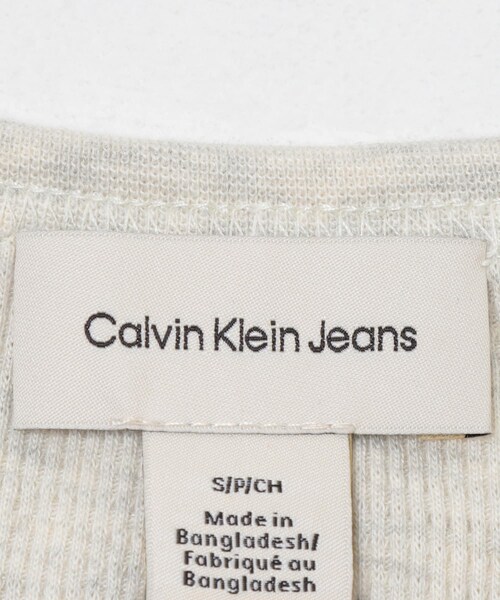 Calvin Klein Jeans
S/P/CH
Made in
Bangladesh/
Fabriqué au
Bangladesh